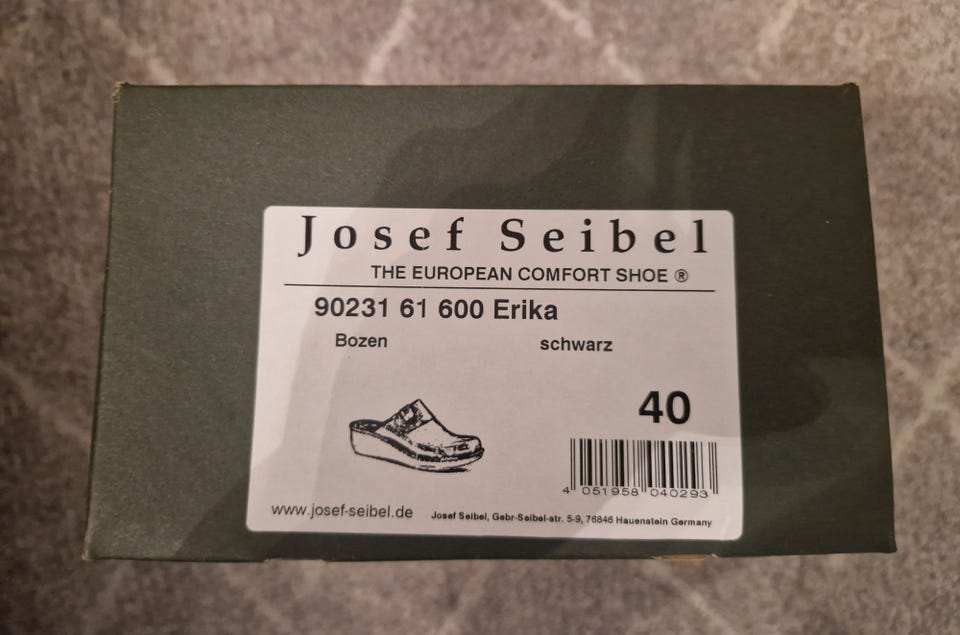 Josef Seibel
THE EUROPEAN COMFORT SHOE ®
90231 61 600 Erika
Bozen schwarz
40
4 051958 040293
www.josef-seibel.de Josef Seibel, Gebr-Seibel-str. 5-9, 76846 Hauenstein Germany